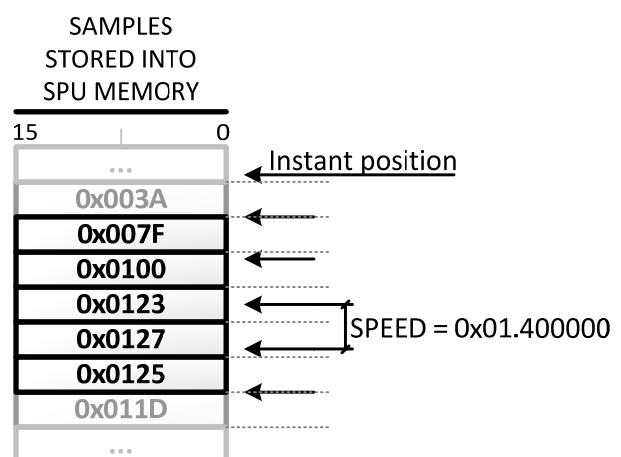 SAMPLES
STORED INTO
SPU MEMORY
15 0
...
Instant position
0x003A
0x007F
0x0100
0x0123
0x0127
SPEED = 0x01.400000
0x0125
0x011D
...